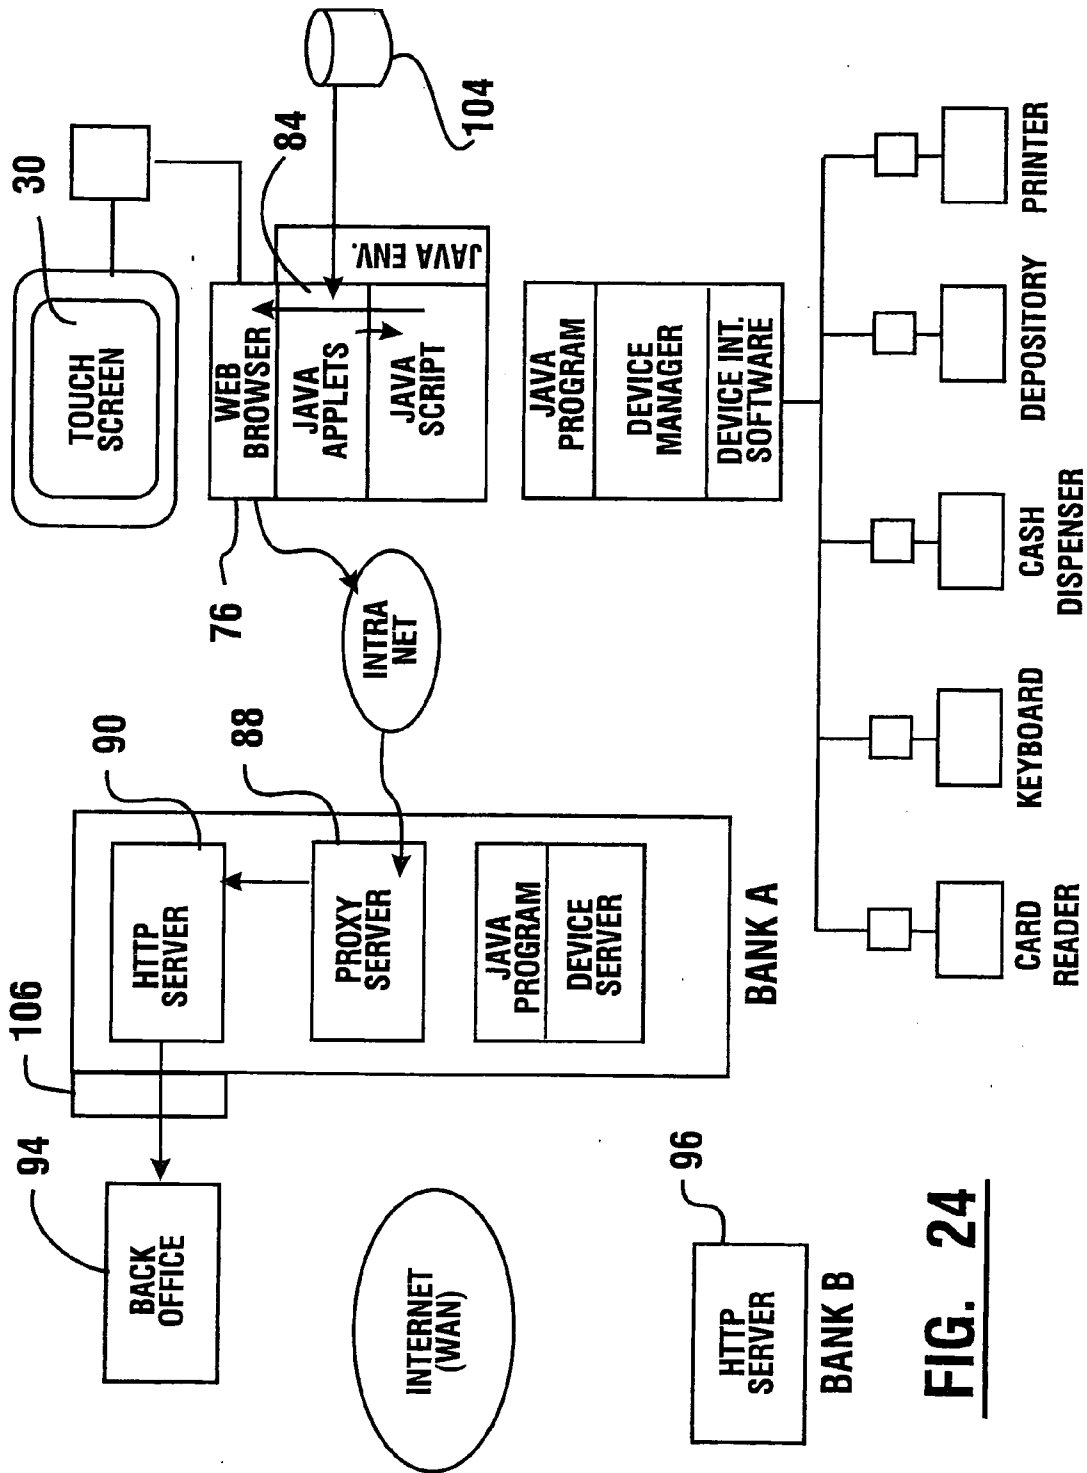 94
106
90
30
BACK
OFFICE
HTTP
SERVER
TOUCH
SCREEN
88
76
84
104
INTERNET
(WAN)
PROXY
SERVER
INTRA
NET
WEB
BROWSER
JAVA
APPLETS
JAVA
SCRIPT
JAVA ENV.
JAVA
PROGRAM
DEVICE
SERVER
BANK A
JAVA
PROGRAM
DEVICE
MANAGER
DEVICE INT.
SOFTWARE
96
HTTP
SERVER
BANK B
CARD
READER
KEYBOARD
CASH
DISPENSER
DEPOSITORY
PRINTER
FIG. 24